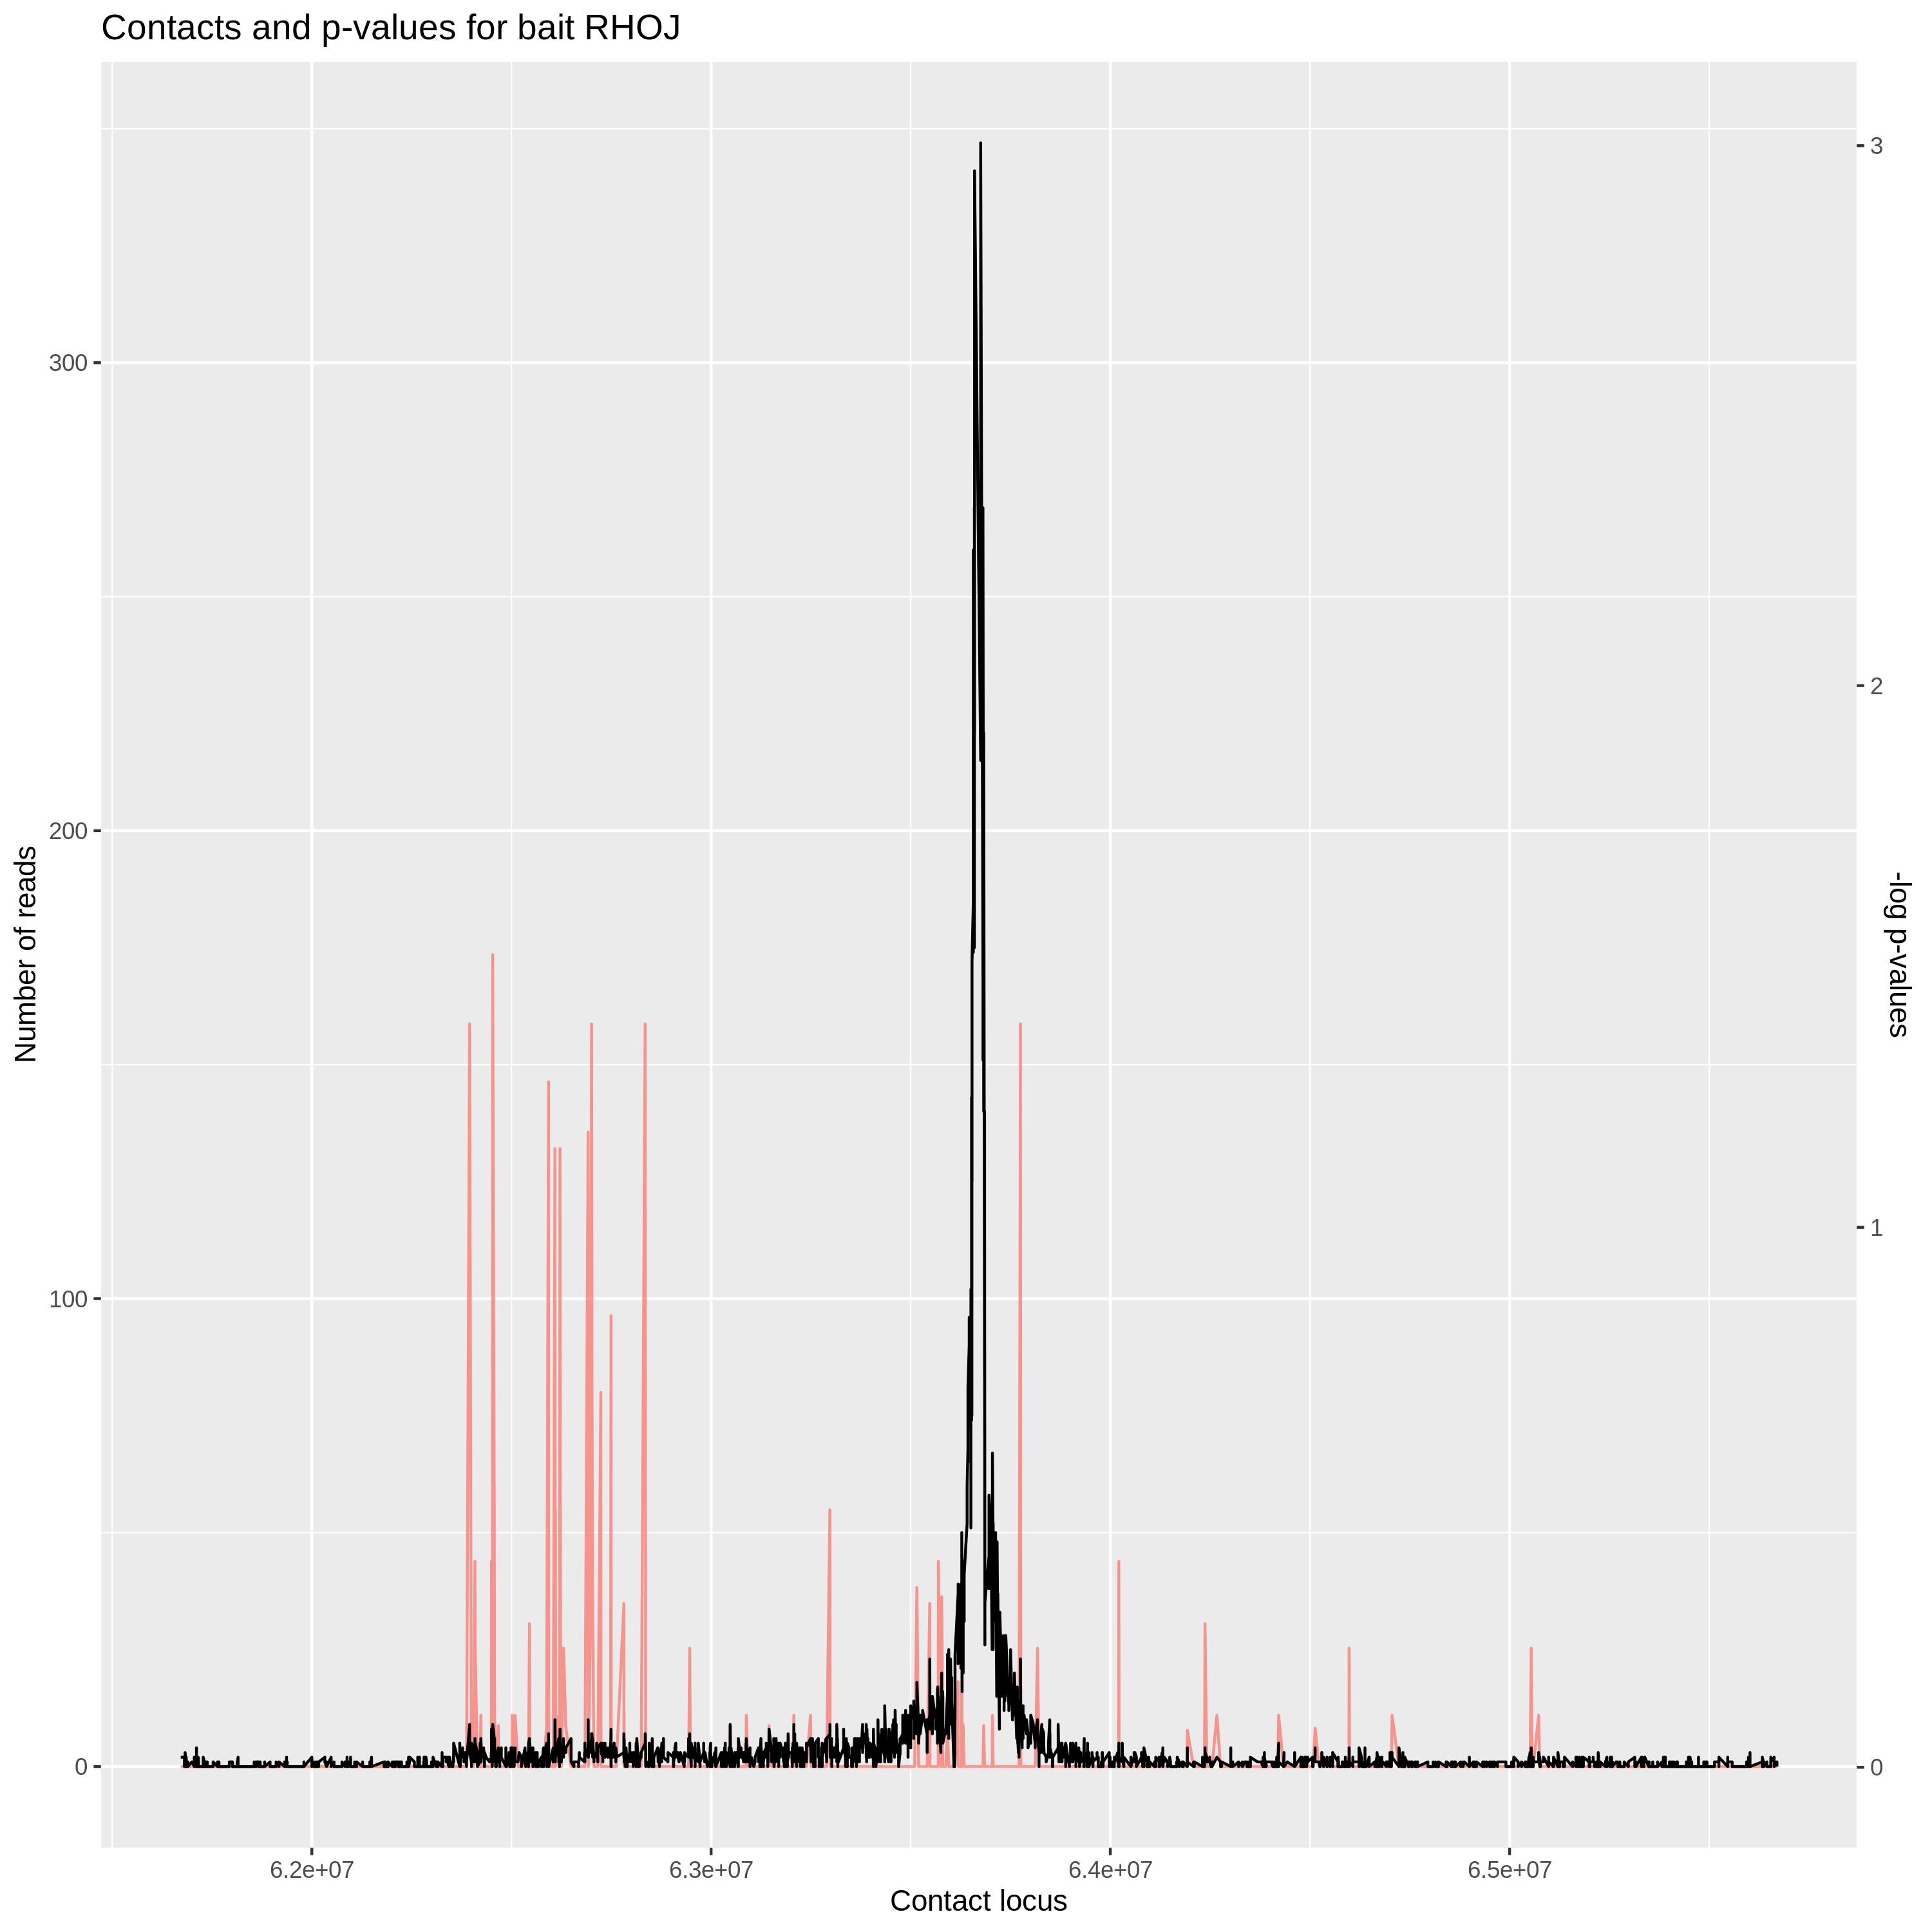 Contacts and p-values for bait RHOJ
Number of reads
300
200
100
0
3
2
1
0
-log p-values
6.2e+07 6.3e+07 6.4e+07 6.5e+07
Contact locus